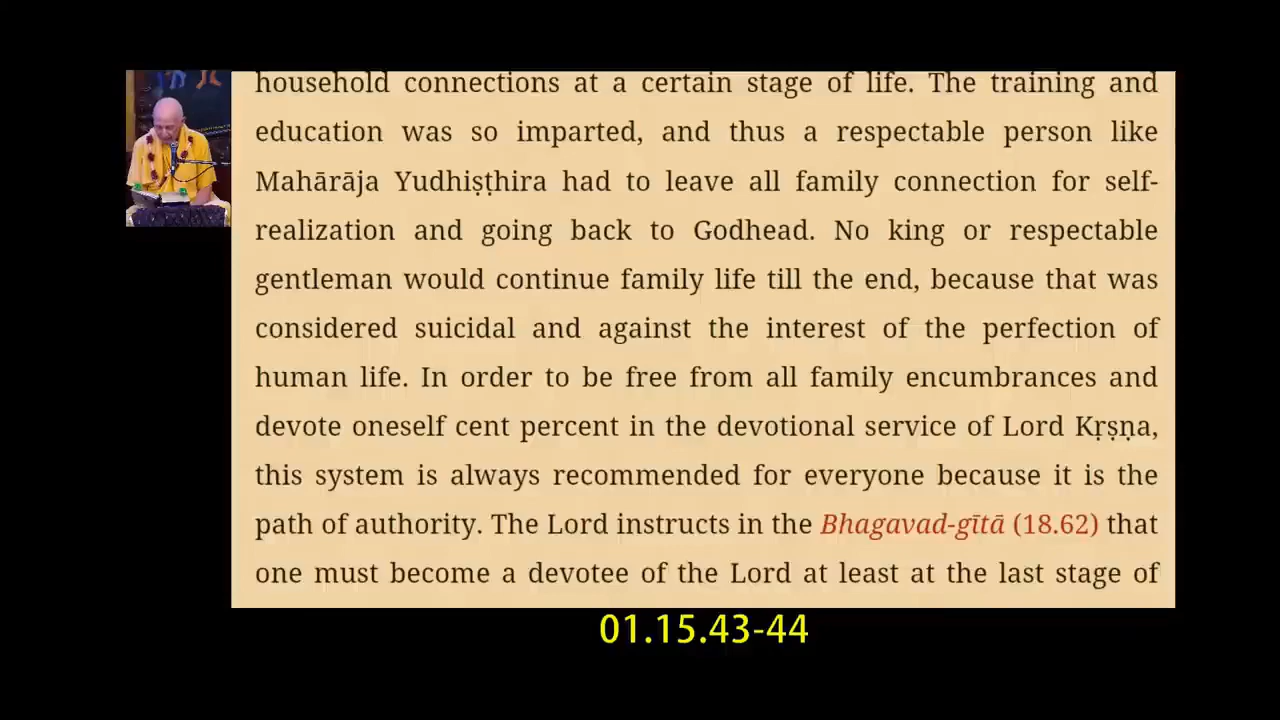 household connections at a certain stage of life. The training and
education was so imparted, and thus a respectable person like
Mahārāja Yudhiṣṭhira had to leave all family connection for self-
realization and going back to Godhead. No king or respectable
gentleman would continue family life till the end, because that was
considered suicidal and against the interest of the perfection of
human life. In order to be free from all family encumbrances and
devote oneself cent percent in the devotional service of Lord Kṛṣṇa,
this system is always recommended for everyone because it is the
path of authority. The Lord instructs in the Bhagavad-gītā (18.62) that
one must become a devotee of the Lord at least at the last stage of
01.15.43-44